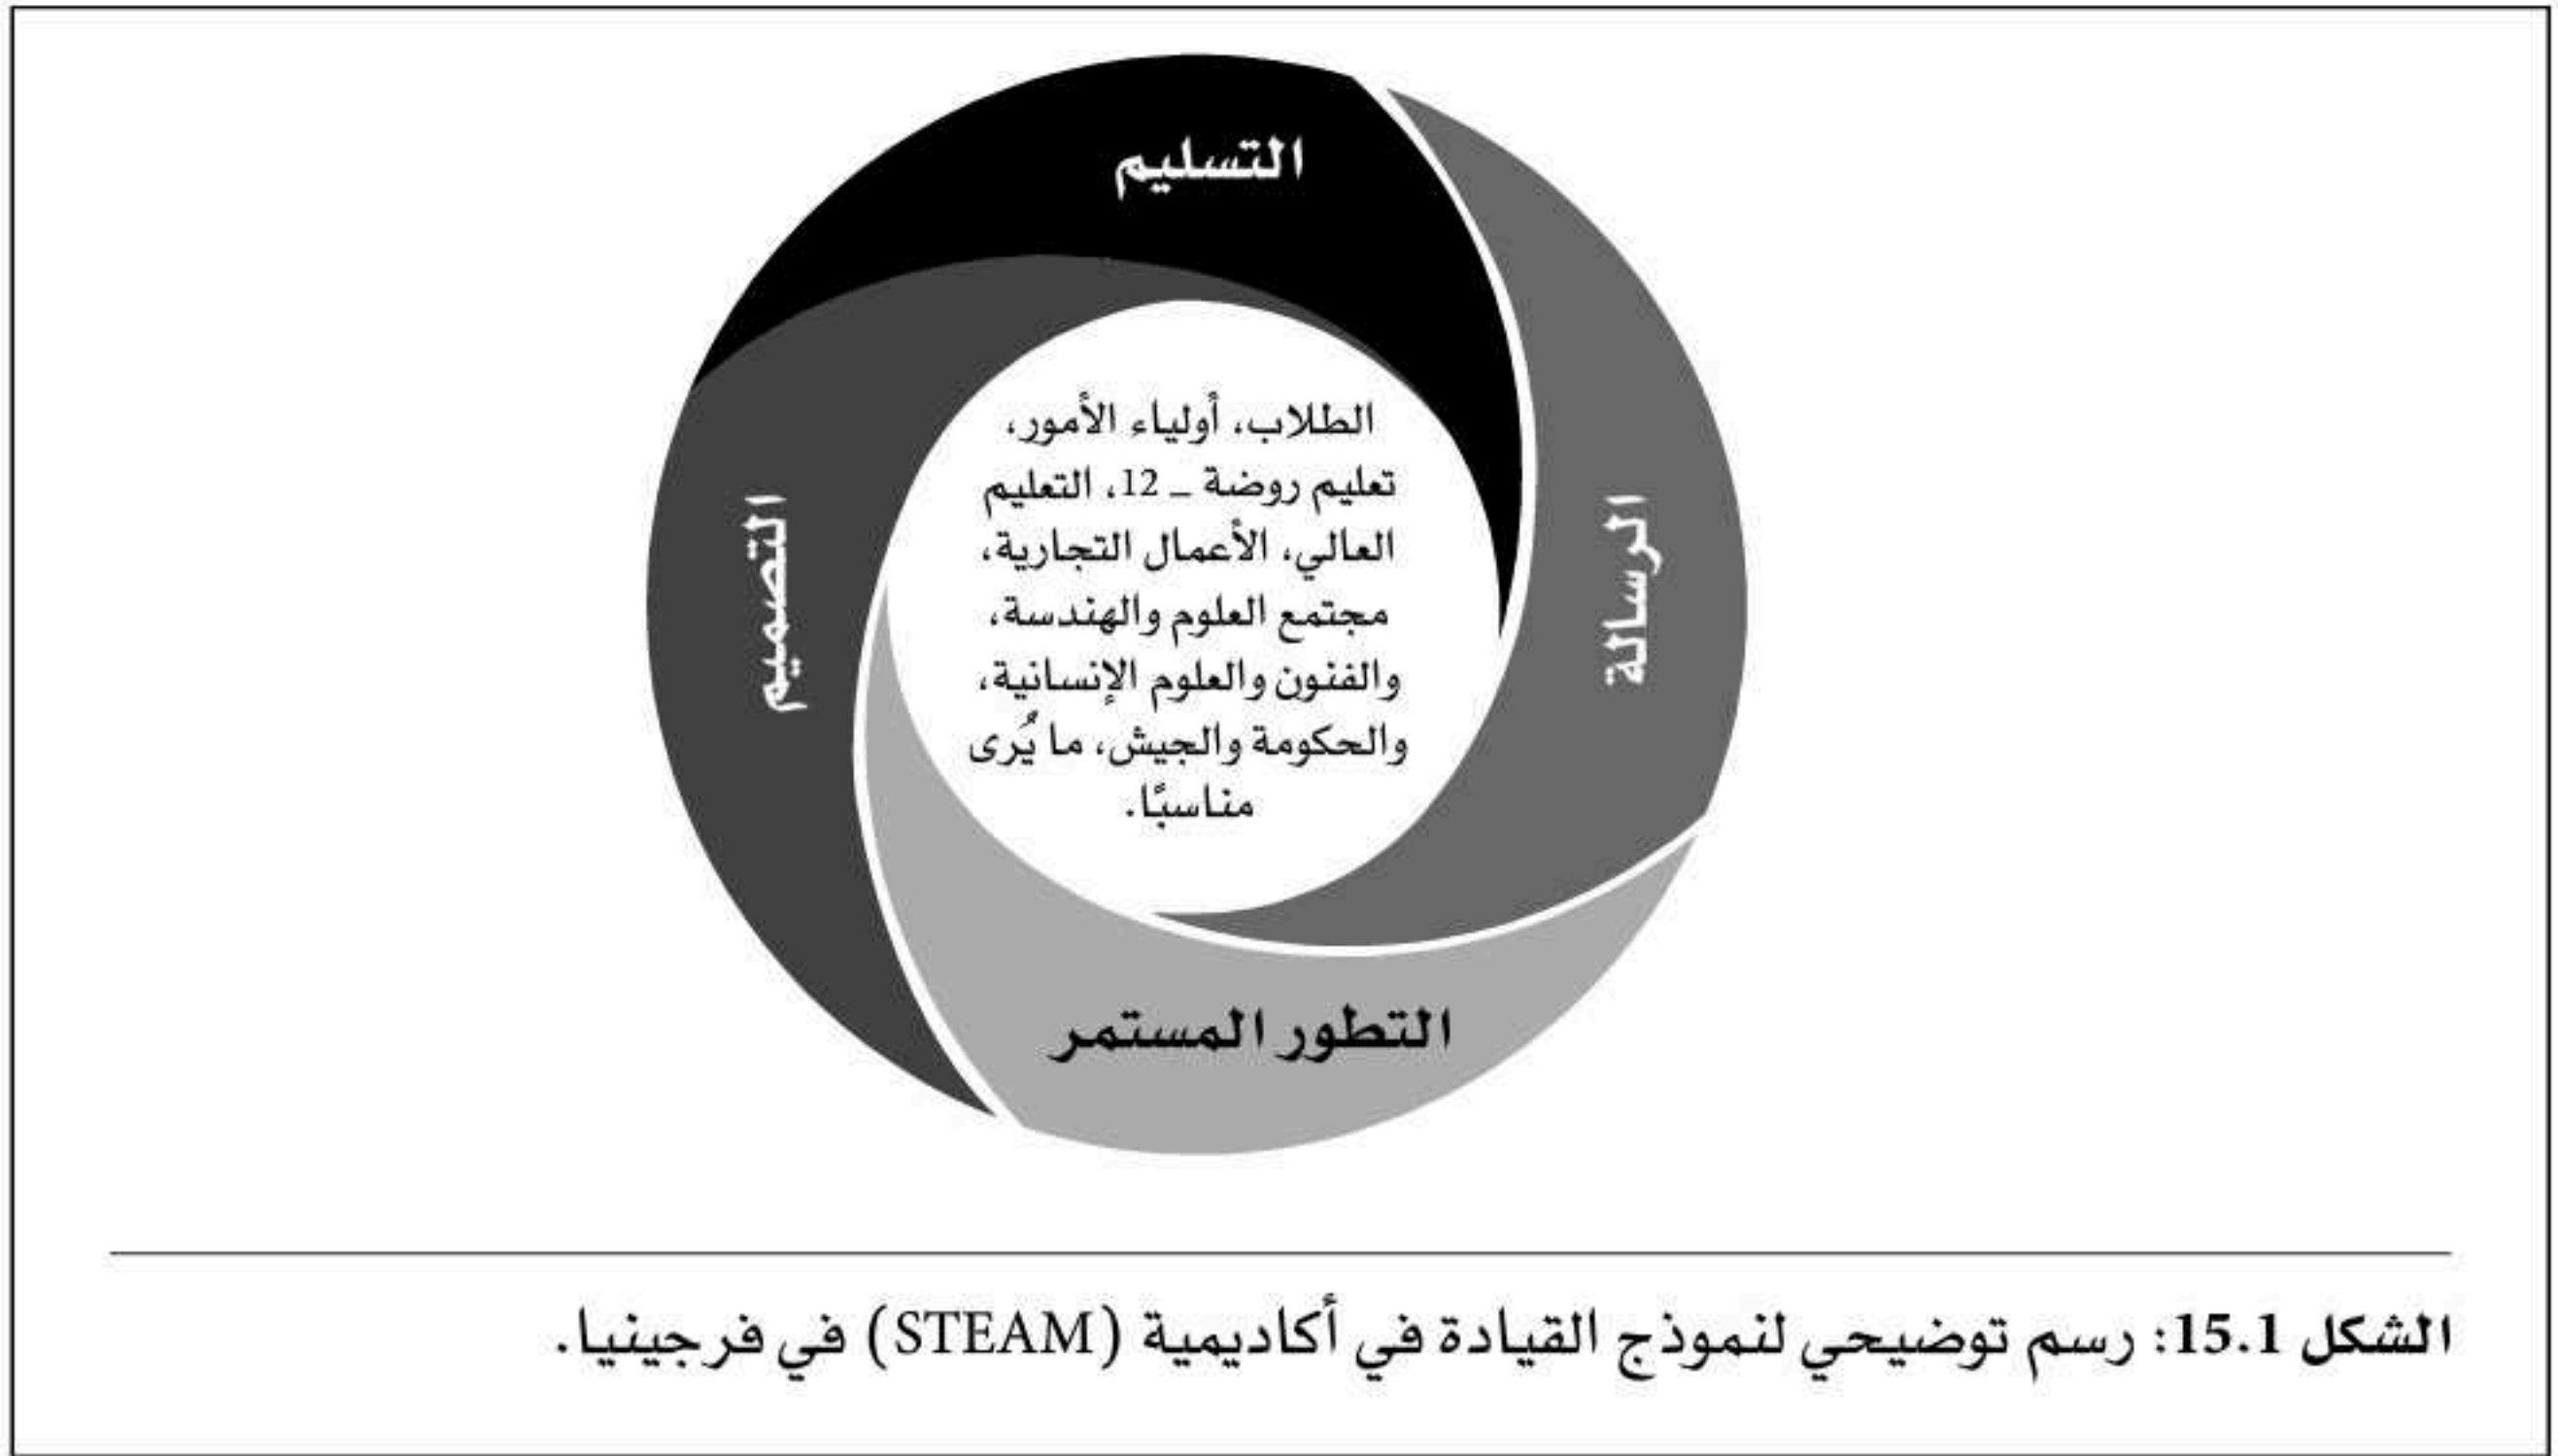 التسليم
الرسالة
التصميم
الطلاب، أولياء الأمور،
تعليم روضة _ 12، التعليم
العالي، الأعمال التجارية،
مجتمع العلوم والهندسة،
والفنون والعلوم الإنسانية،
والحكومة والجيش، ما يُرى
مناسبًا.
التطور المستمر
الشكل 15.1: رسم توضيحي لنموذج القيادة في أكاديمية (STEAM) في فرجينيا.